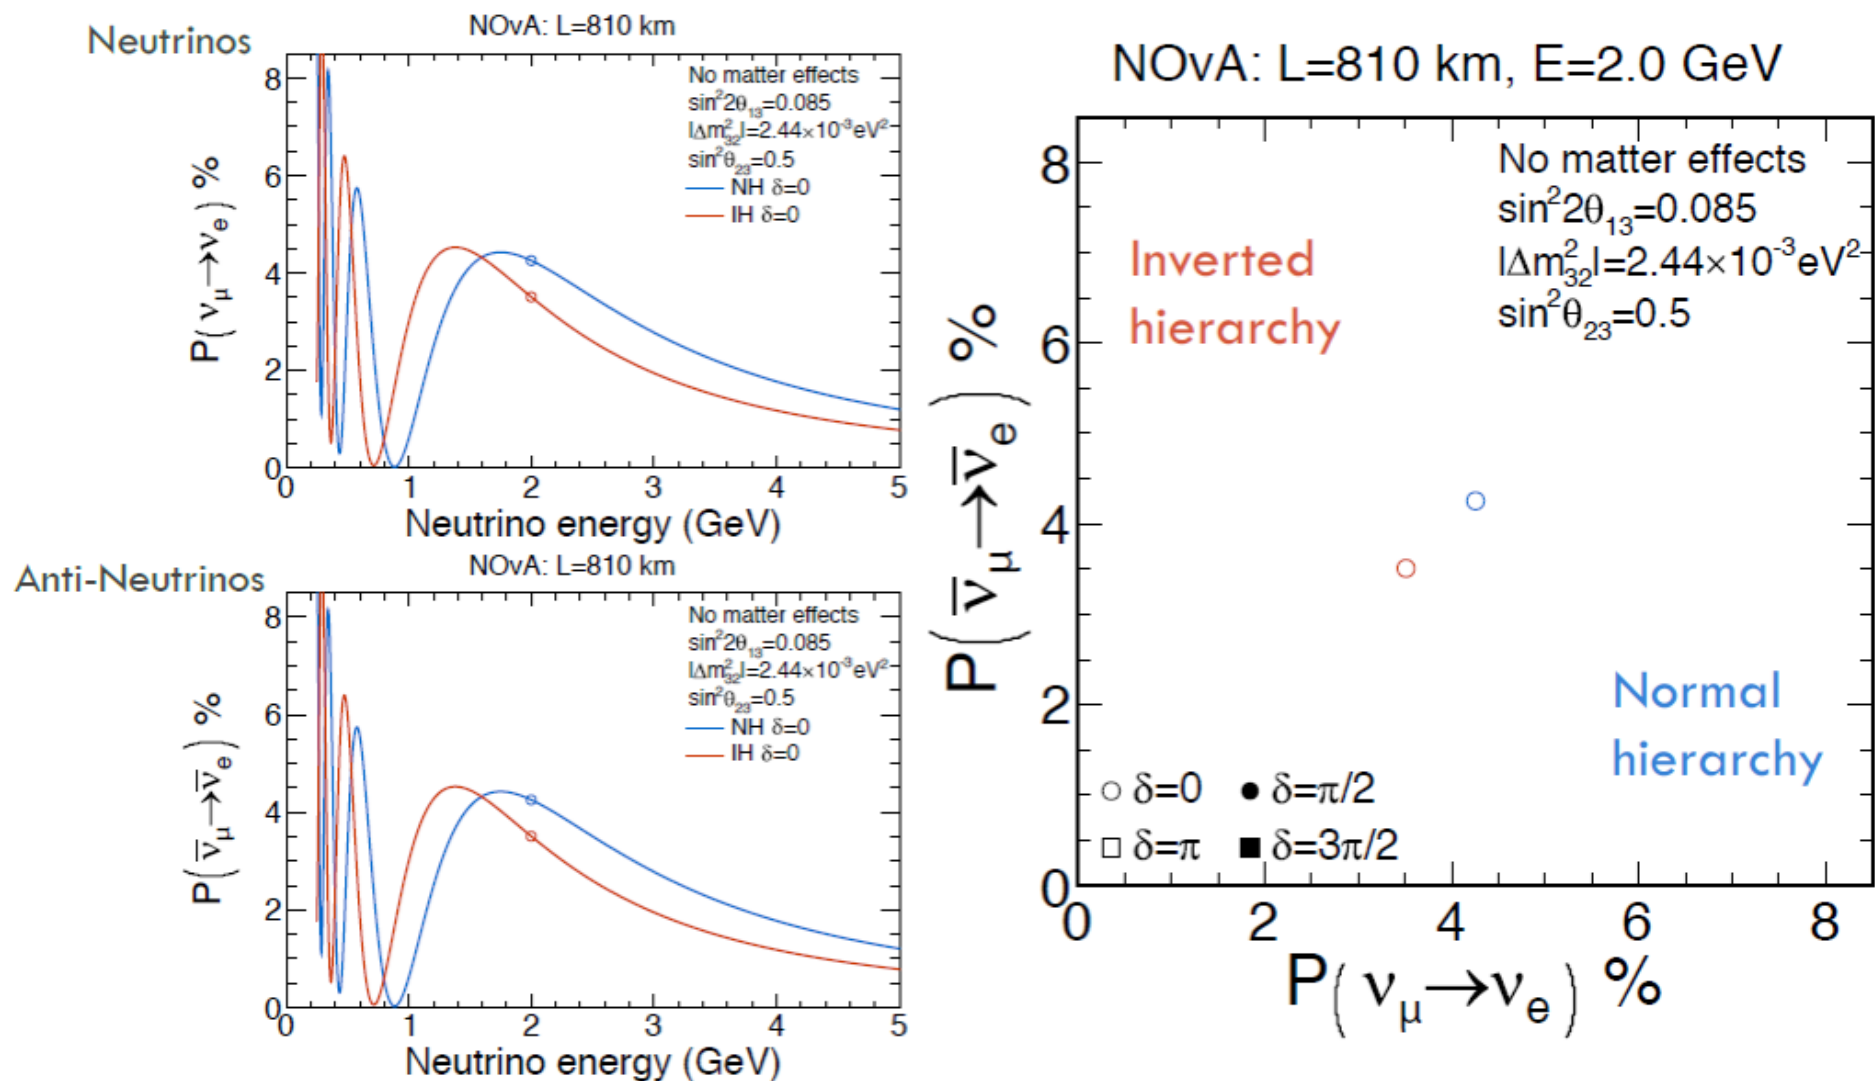 Neutrinos
NOvA: L=810 km
No matter effects
sin²2θ₁₃=0.085
|Δm²₃₂|=2.44×10⁻³eV²
sin²θ₂₃=0.5
NH δ=0
IH δ=0
P(νμ→νe) %
8
6
4
2
0
0 1 2 3 4 5
Neutrino energy (GeV)
Anti-Neutrinos
NOvA: L=810 km
No matter effects
sin²2θ₁₃=0.085
|Δm²₃₂|=2.44×10⁻³eV²
sin²θ₂₃=0.5
NH δ=0
IH δ=0
P(ν̅μ→ν̅e) %
8
6
4
2
0
0 1 2 3 4 5
Neutrino energy (GeV)
NOvA: L=810 km, E=2.0 GeV
No matter effects
sin²2θ₁₃=0.085
|Δm²₃₂|=2.44×10⁻³eV²
sin²θ₂₃=0.5
Inverted
hierarchy
Normal
hierarchy
δ=0 δ=π/2
δ=π δ=3π/2
P(ν̅μ→ν̅e) %
8
6
4
2
0
0 2 4 6 8
P(νμ→νe) %